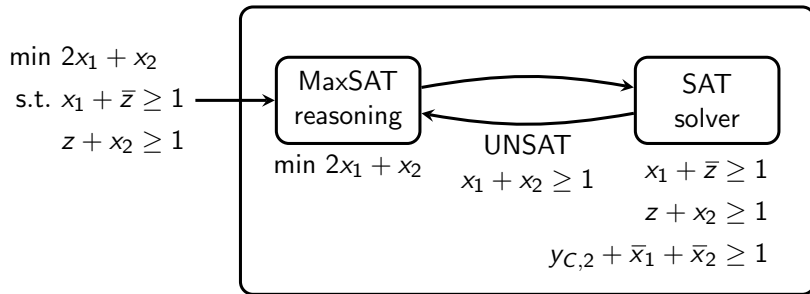 min 2x₁ + x₂
s.t. x₁ + z̄ ≥ 1
z + x₂ ≥ 1
MaxSAT
reasoning
min 2x₁ + x₂
UNSAT
x₁ + x₂ ≥ 1
SAT
solver
x₁ + z̄ ≥ 1
z + x₂ ≥ 1
y_{C,2} + x̄₁ + x̄₂ ≥ 1